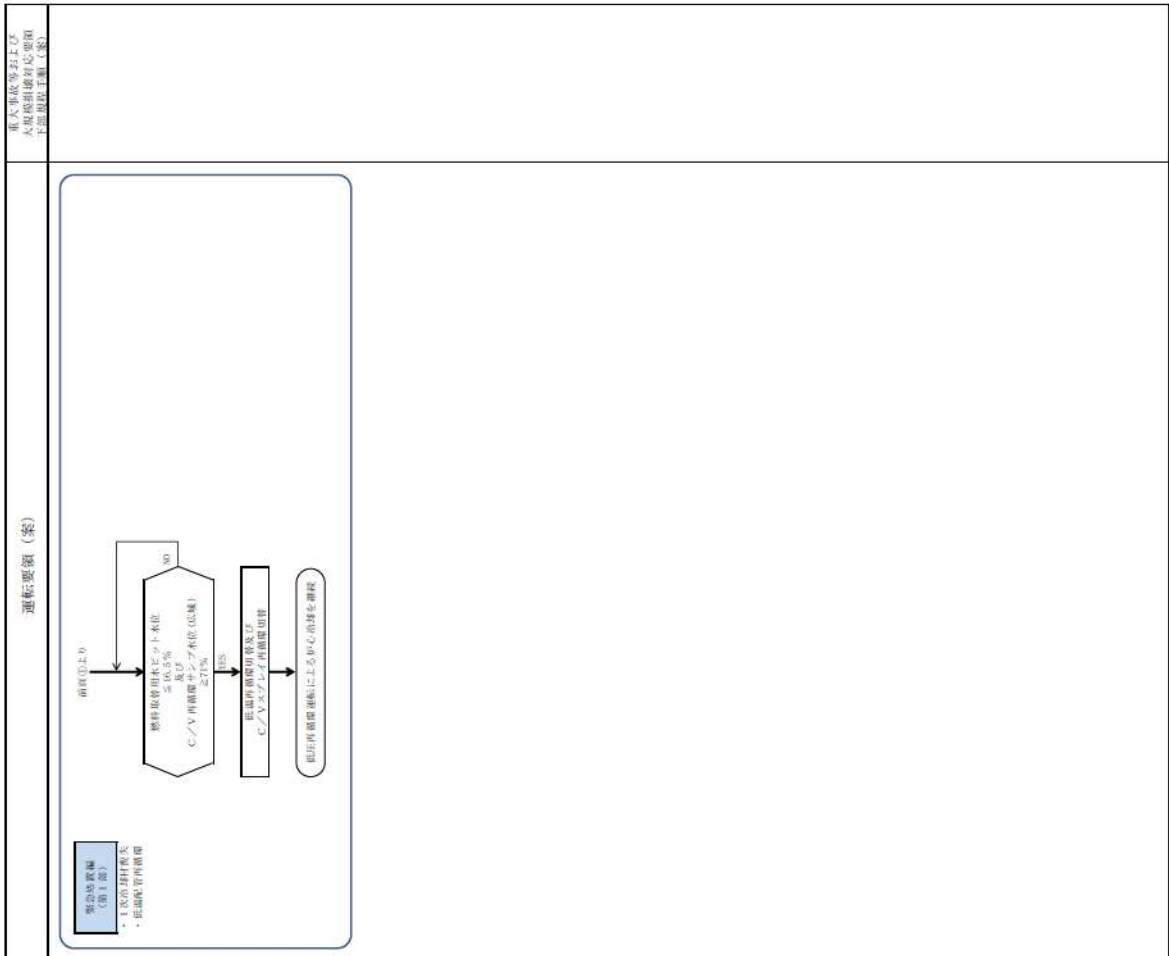 運転要領（案）
重大事故等および
大規模損壊対応要領
下部規程手順（案）
緊急処置編
（第１部）
・１次冷却材喪失
・低温配管再循環
前頁①より
燃料取替用水ピット水位
≦16.5％
及び
C／V再循環サンプ水位（広域）
≧71％
NO
YES
低温再循環切替及び
C／Vスプレイ再循環切替
低圧再循環運転による炉心冷却を継続